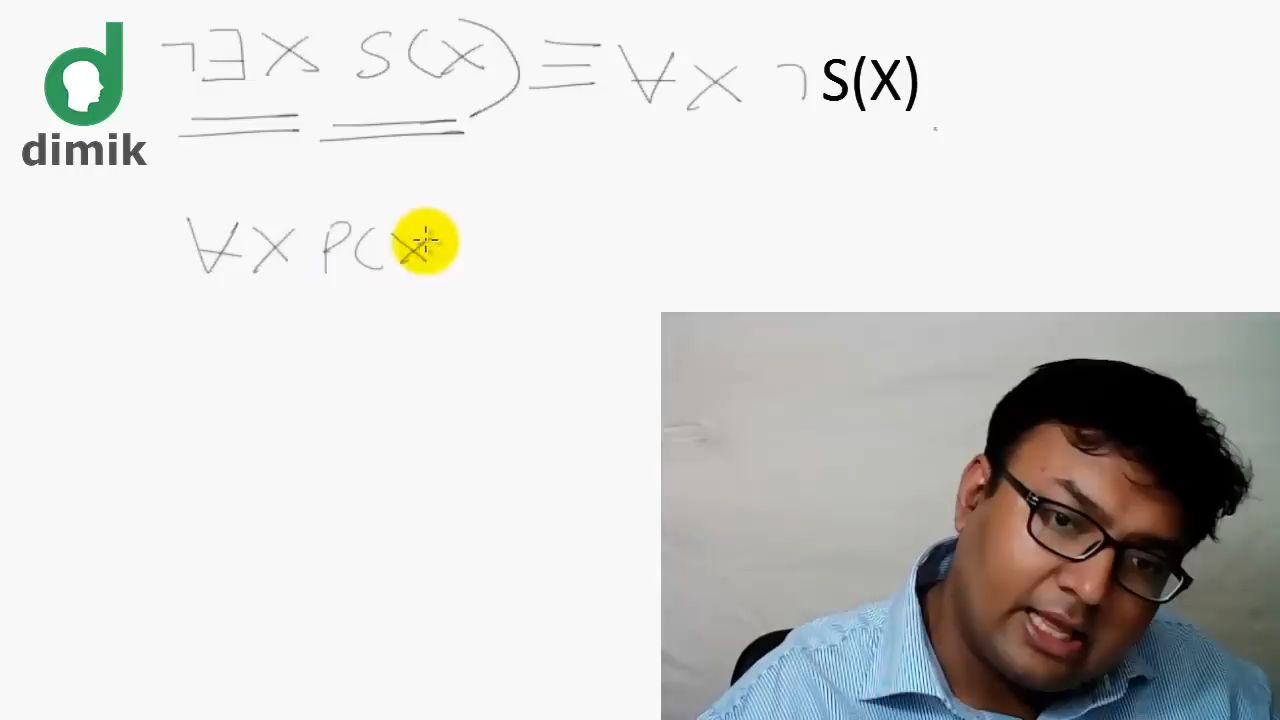 ¬∃X S(X) ≡ ∀X ¬S(X)
dimik
∀X P(X